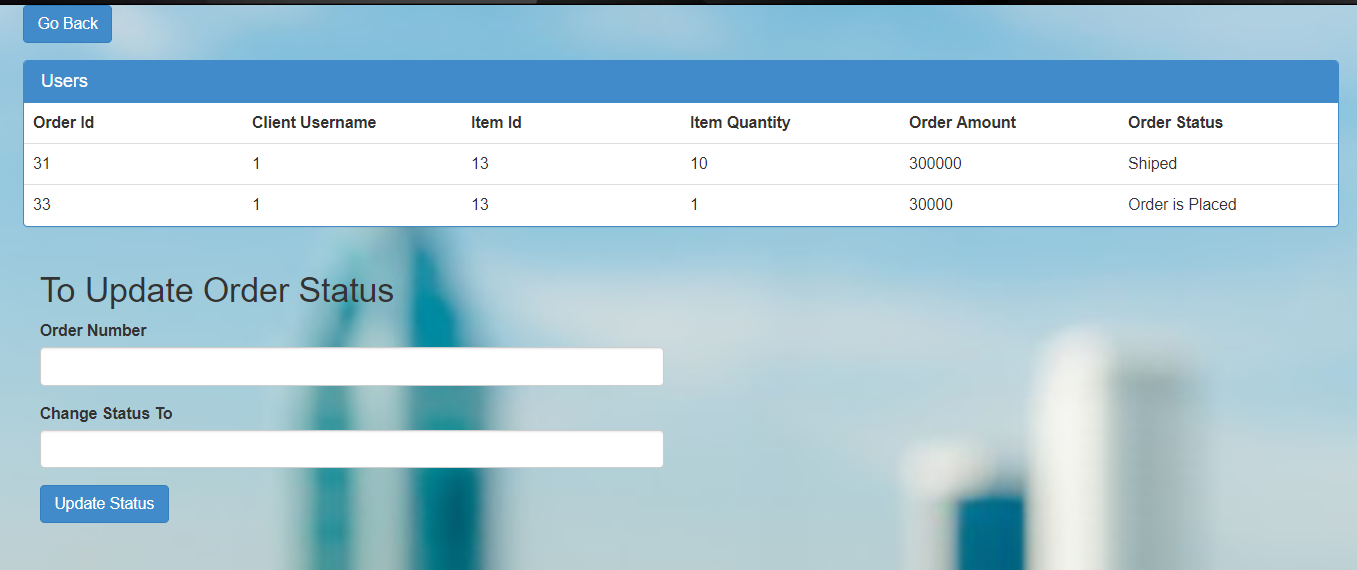 Go Back
Users
Order Id Client Username Item Id Item Quantity Order Amount Order Status
31 1 13 10 300000 Shiped
33 1 13 1 30000 Order is Placed
To Update Order Status
Order Number
Change Status To
Update Status